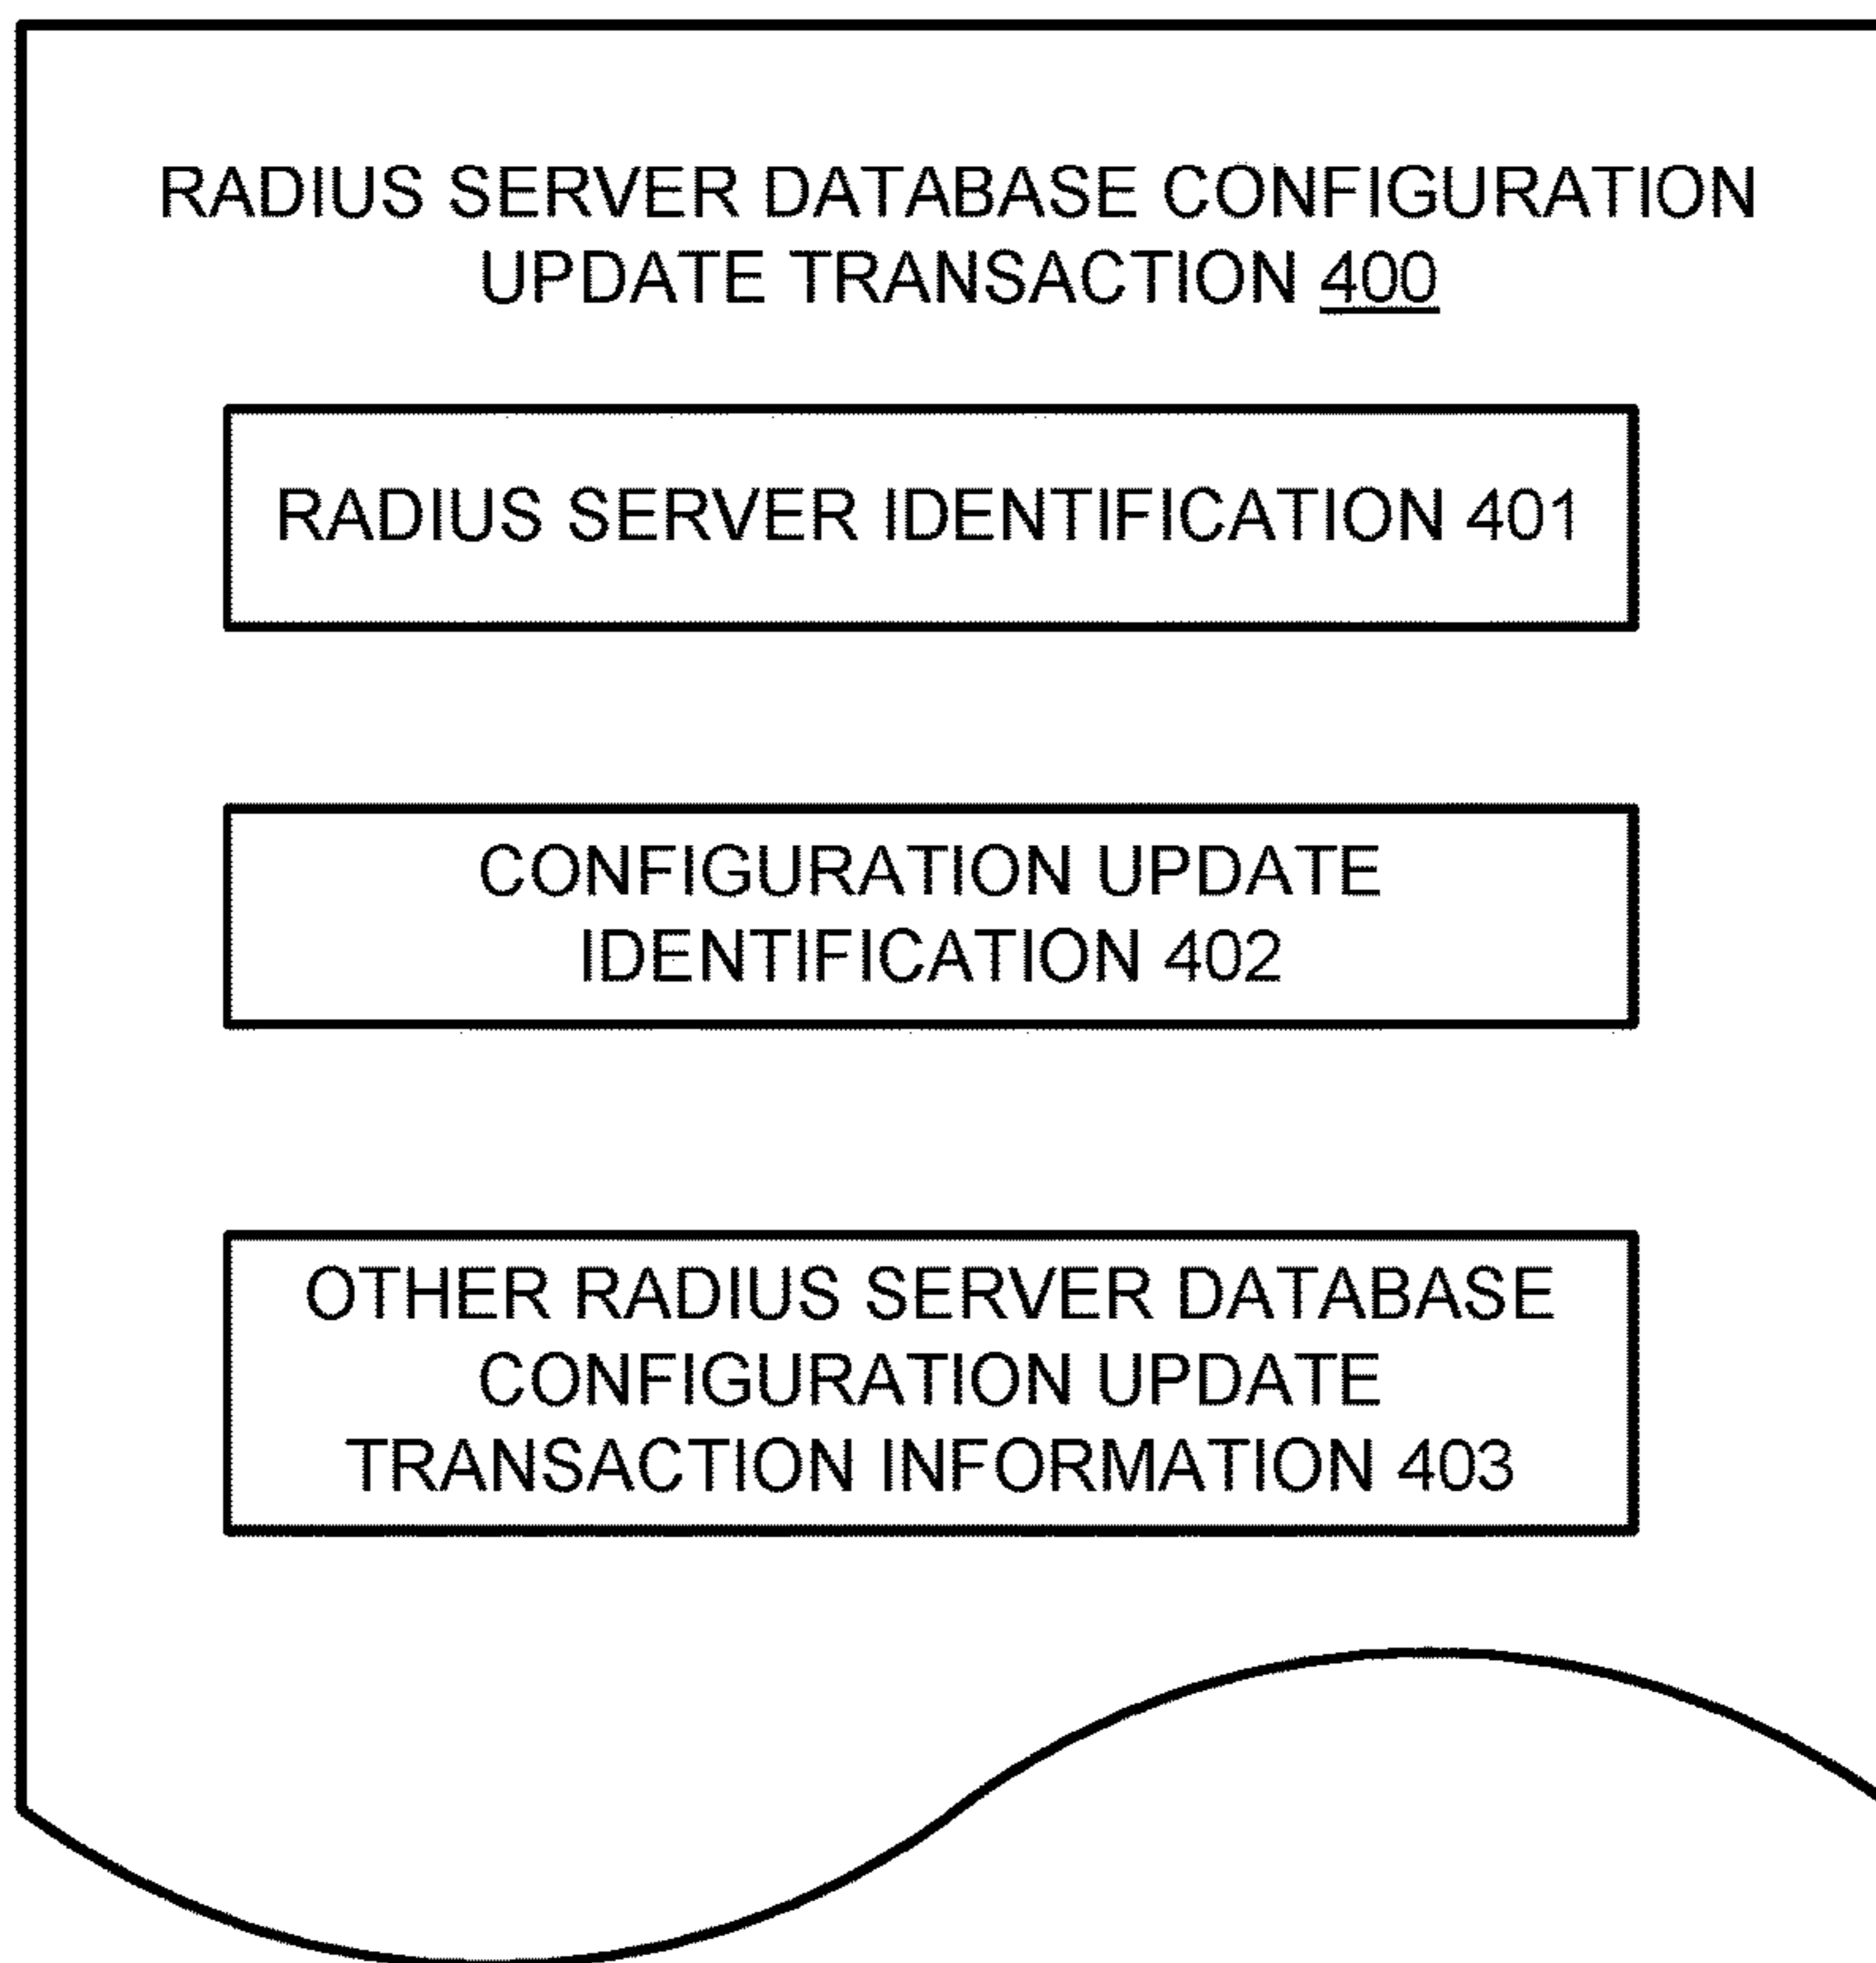 RADIUS SERVER DATABASE CONFIGURATION
UPDATE TRANSACTION 400
RADIUS SERVER IDENTIFICATION 401
CONFIGURATION UPDATE
IDENTIFICATION 402
OTHER RADIUS SERVER DATABASE
CONFIGURATION UPDATE
TRANSACTION INFORMATION 403